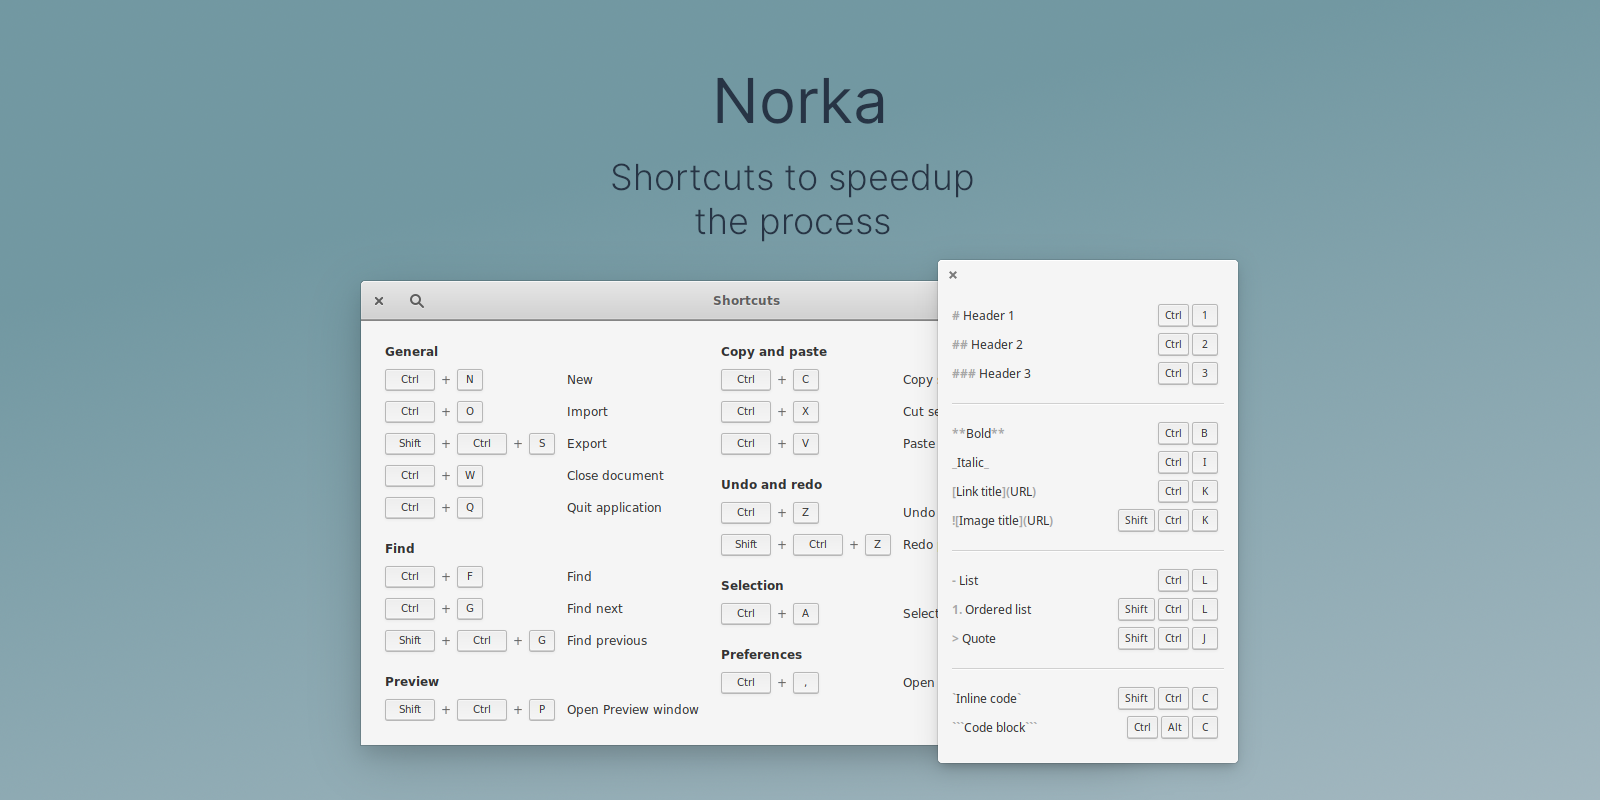 Norka
Shortcuts to speedup
the process
Shortcuts
General
Ctrl + N New
Ctrl + O Import
Shift + Ctrl + S Export
Ctrl + W Close document
Ctrl + Q Quit application
Find
Ctrl + F Find
Ctrl + G Find next
Shift + Ctrl + G Find previous
Preview
Shift + Ctrl + P Open Preview window
Copy and paste
Ctrl + C Copy
Ctrl + X Cut se
Ctrl + V Paste
Undo and redo
Ctrl + Z Undo
Shift + Ctrl + Z Redo
Selection
Ctrl + A Select
Preferences
Ctrl + , Open
# Header 1 Ctrl 1
## Header 2 Ctrl 2
### Header 3 Ctrl 3
**Bold** Ctrl B
_Italic_ Ctrl I
[Link title](URL) Ctrl K
![Image title](URL) Shift Ctrl K
- List Ctrl L
1. Ordered list Shift Ctrl L
> Quote Shift Ctrl J
`Inline code` Shift Ctrl C
```Code block``` Ctrl Alt C